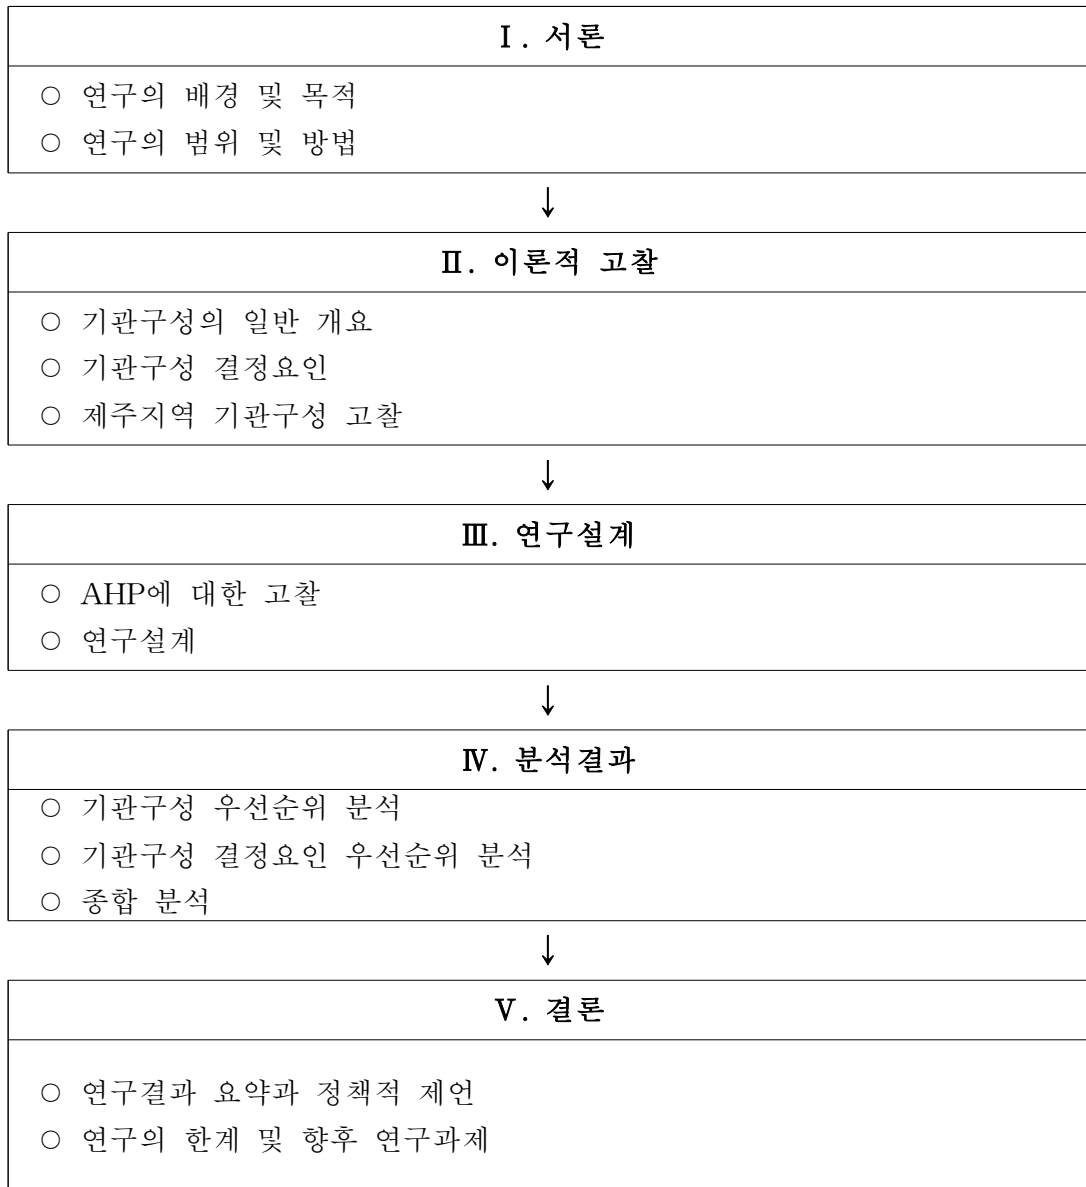 Ⅰ. 서론
○ 연구의 배경 및 목적
○ 연구의 범위 및 방법
↓
Ⅱ. 이론적 고찰
○ 기관구성의 일반 개요
○ 기관구성 결정요인
○ 제주지역 기관구성 고찰
↓
Ⅲ. 연구설계
○ AHP에 대한 고찰
○ 연구설계
↓
Ⅳ. 분석결과
○ 기관구성 우선순위 분석
○ 기관구성 결정요인 우선순위 분석
○ 종합 분석
↓
Ⅴ. 결론
○ 연구결과 요약과 정책적 제언
○ 연구의 한계 및 향후 연구과제